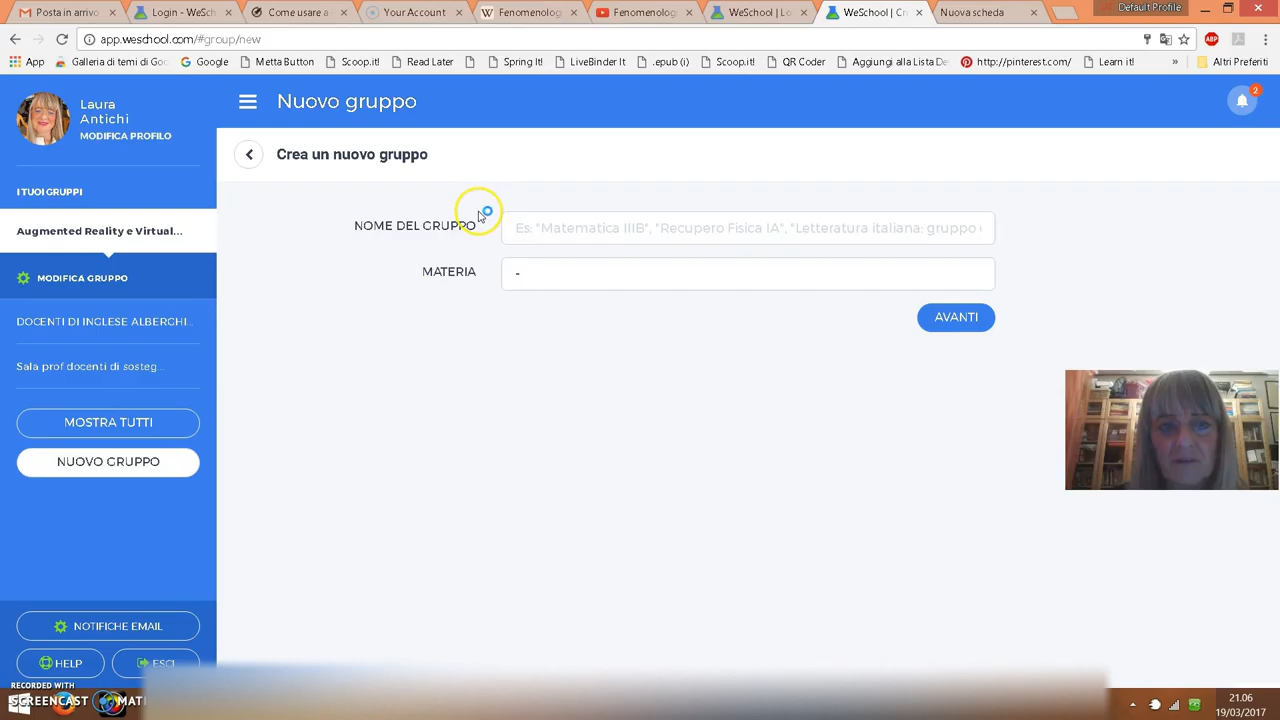 Posta in arrivo
Login - WeSch
Come usare a
Your Account
Fenomenolog
Fenomenolog
WeSchool | Lo
WeSchool | Cr
Nuova scheda
Default Profile
app.weschool.com/#group/new
App
Galleria di temi di Goo
Google
Metta Button
Scoop.it!
Read Later
Spring It!
LiveBinder It
.epub (i)
Scoop.it!
QR Coder
Aggiungi alla Lista De
http://pinterest.com/
Learn it!
»
Altri Preferiti
ABP
Laura
Antichi
MODIFICA PROFILO
Nuovo gruppo
2
Crea un nuovo gruppo
I TUOI GRUPPI
Augmented Reality e Virtual...
MODIFICA GRUPPO
DOCENTI DI INGLESE ALBERGHI...
Sala prof docenti di sosteg...
MOSTRA TUTTI
NUOVO GRUPPO
NOME DEL GRUPPO
Es: "Matematica IIIB", "Recupero Fisica IA", "Letteratura italiana: gruppo
MATERIA
-
AVANTI
NOTIFICHE EMAIL
HELP
ESCI
RECORDED WITH
SCREENCAST
MATI
21.06
19/03/2017